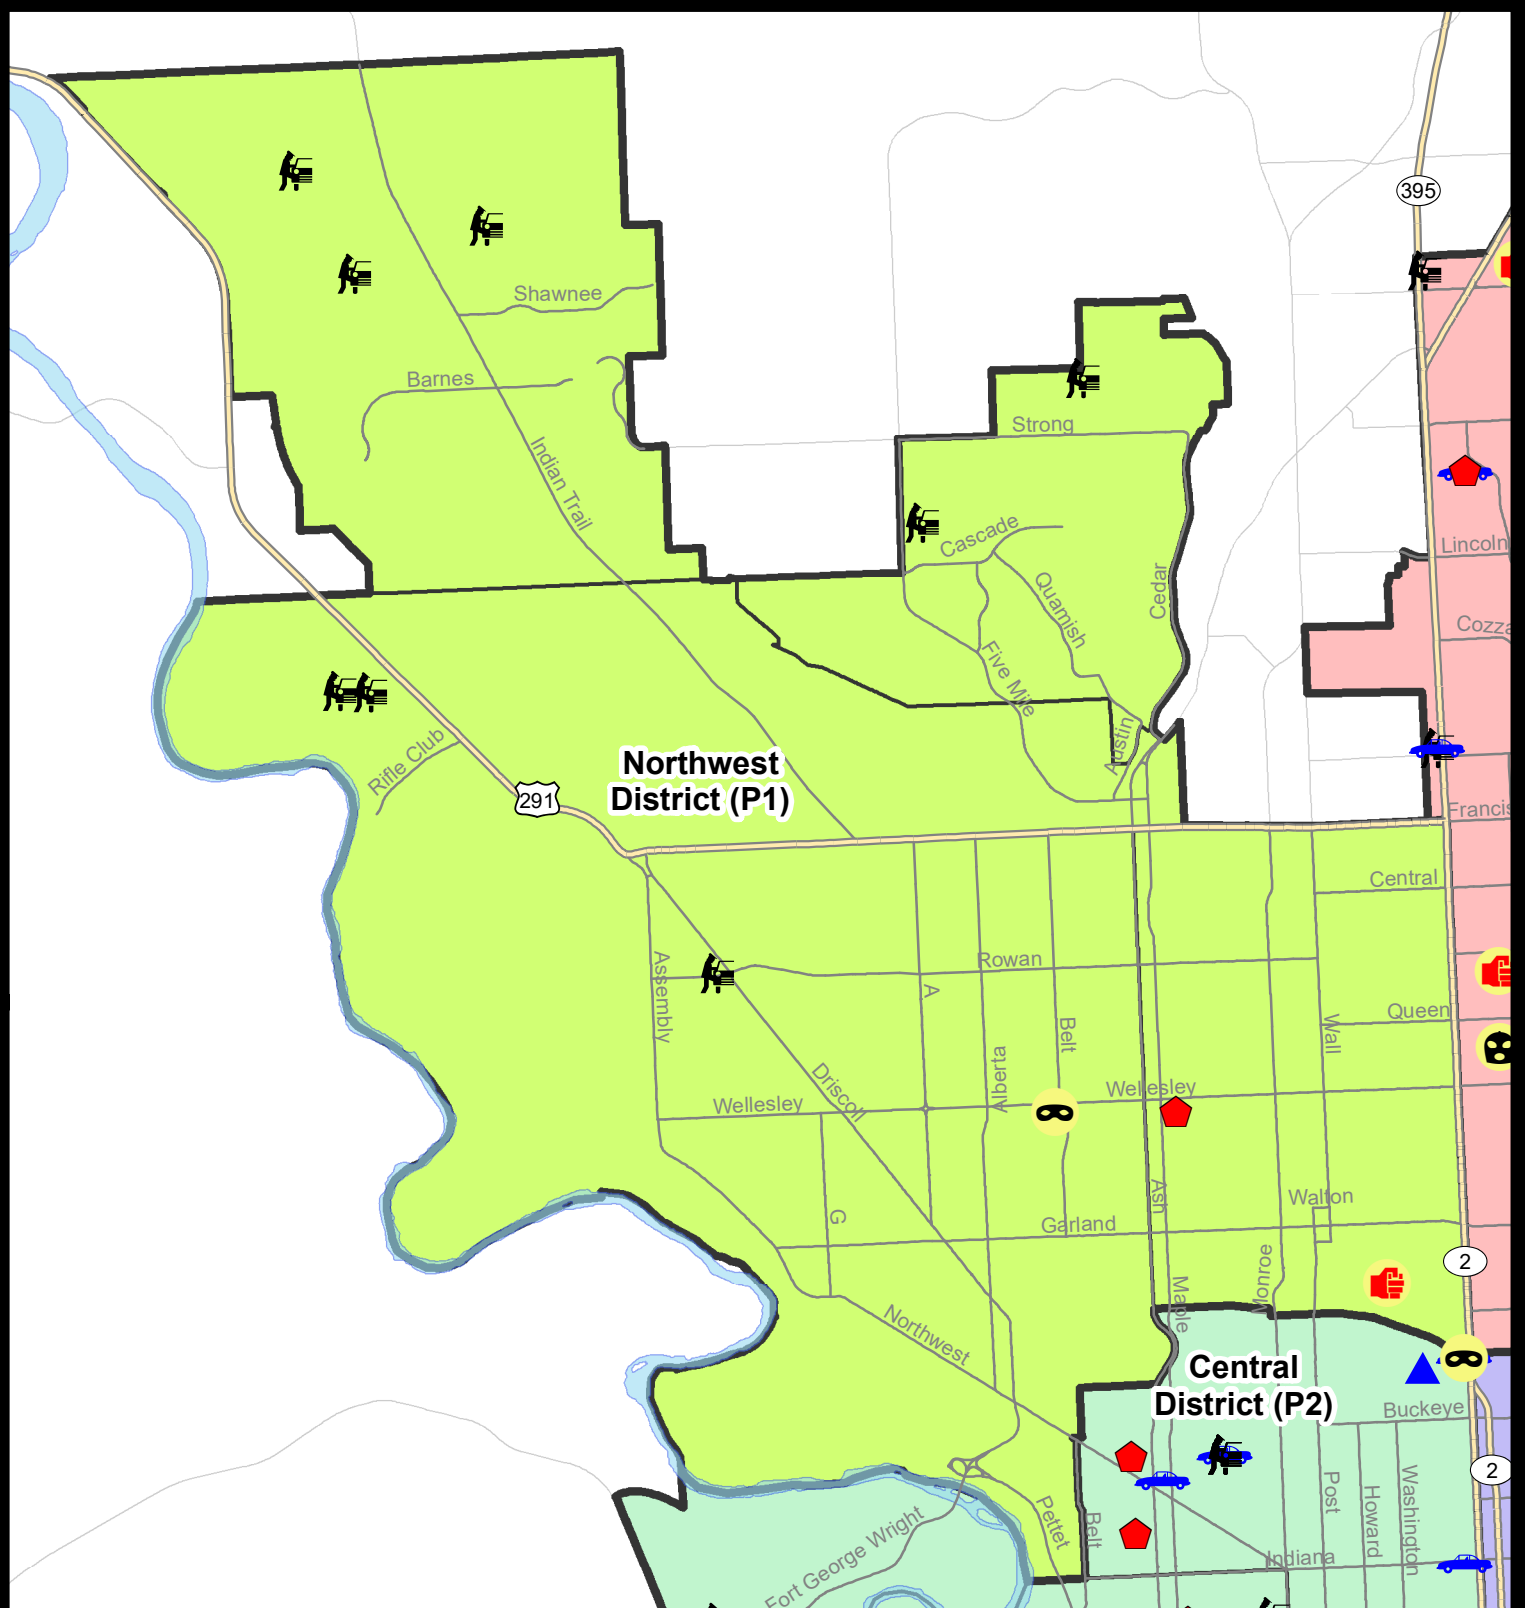 395
Shawnee
Barnes
Strong
Indian Trail
Cascade
Lincoln
Quamish
Cedar
Cozza
Five Mile
Austin
Rifle Club
Northwest
District (P1)
291
Francis
Central
Rowan
Assembly
A
Queen
Belt
Wall
Alberta
Driscoll
Wellesley
Wellesley
Ash
Walton
G
Garland
2
Monroe
Maple
Northwest
Central
District (P2)
Buckeye
2
Post
Howard
Washington
Pettet
Belt
Fort George Wright
Indiana